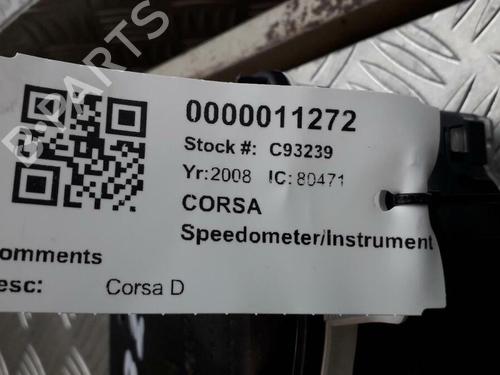 B-PARTS
0000011272
Stock #: C93239
Yr:2008 IC: 80471
CORSA
Speedometer/Instrument
omments
esc: Corsa D